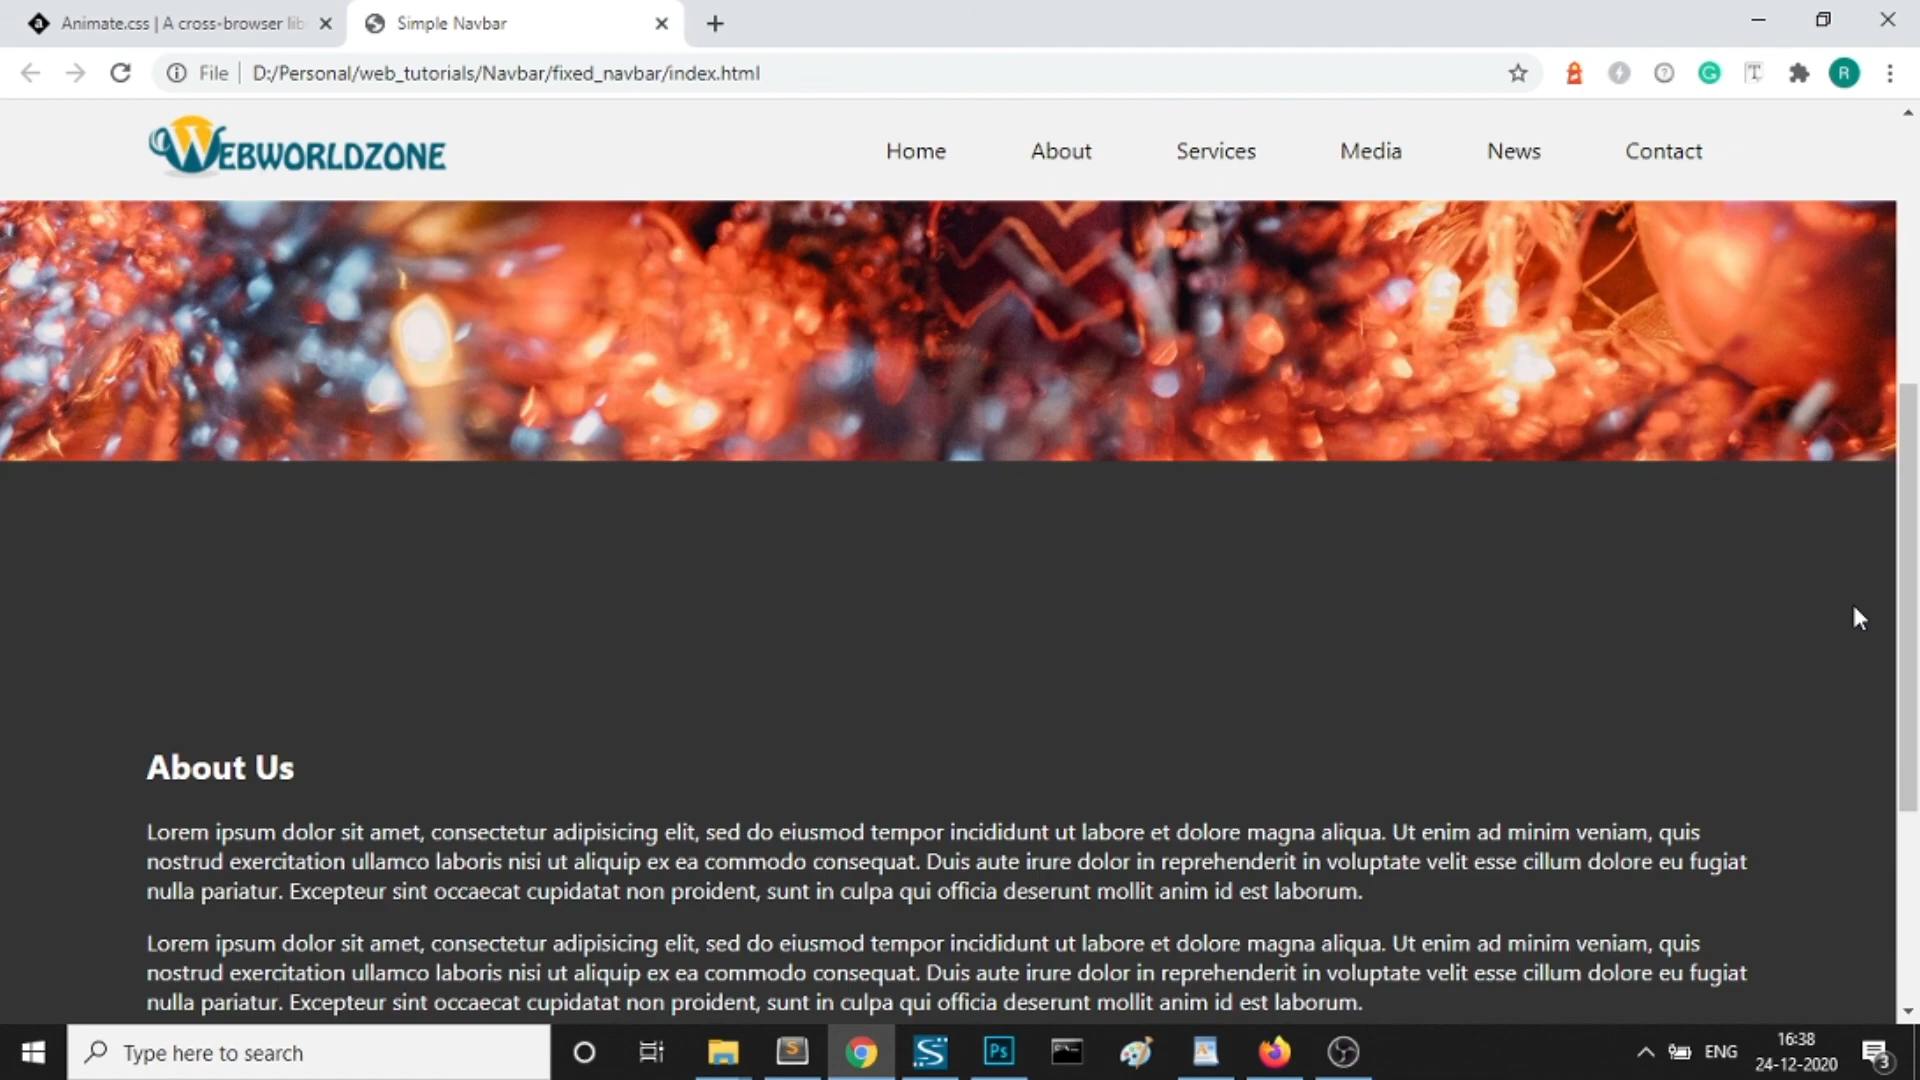 Animate.css | A cross-browser lib
Simple Navbar
File
D:/Personal/web_tutorials/Navbar/fixed_navbar/index.html
R
WEBWORLDZONE
Home
About
Services
Media
News
Contact
About Us
Lorem ipsum dolor sit amet, consectetur adipisicing elit, sed do eiusmod tempor incididunt ut labore et dolore magna aliqua. Ut enim ad minim veniam, quis
nostrud exercitation ullamco laboris nisi ut aliquip ex ea commodo consequat. Duis aute irure dolor in reprehenderit in voluptate velit esse cillum dolore eu fugiat
nulla pariatur. Excepteur sint occaecat cupidatat non proident, sunt in culpa qui officia deserunt mollit anim id est laborum.
Lorem ipsum dolor sit amet, consectetur adipisicing elit, sed do eiusmod tempor incididunt ut labore et dolore magna aliqua. Ut enim ad minim veniam, quis
nostrud exercitation ullamco laboris nisi ut aliquip ex ea commodo consequat. Duis aute irure dolor in reprehenderit in voluptate velit esse cillum dolore eu fugiat
nulla pariatur. Excepteur sint occaecat cupidatat non proident, sunt in culpa qui officia deserunt mollit anim id est laborum.
Type here to search
Ps
ENG
16:38
24-12-2020
3